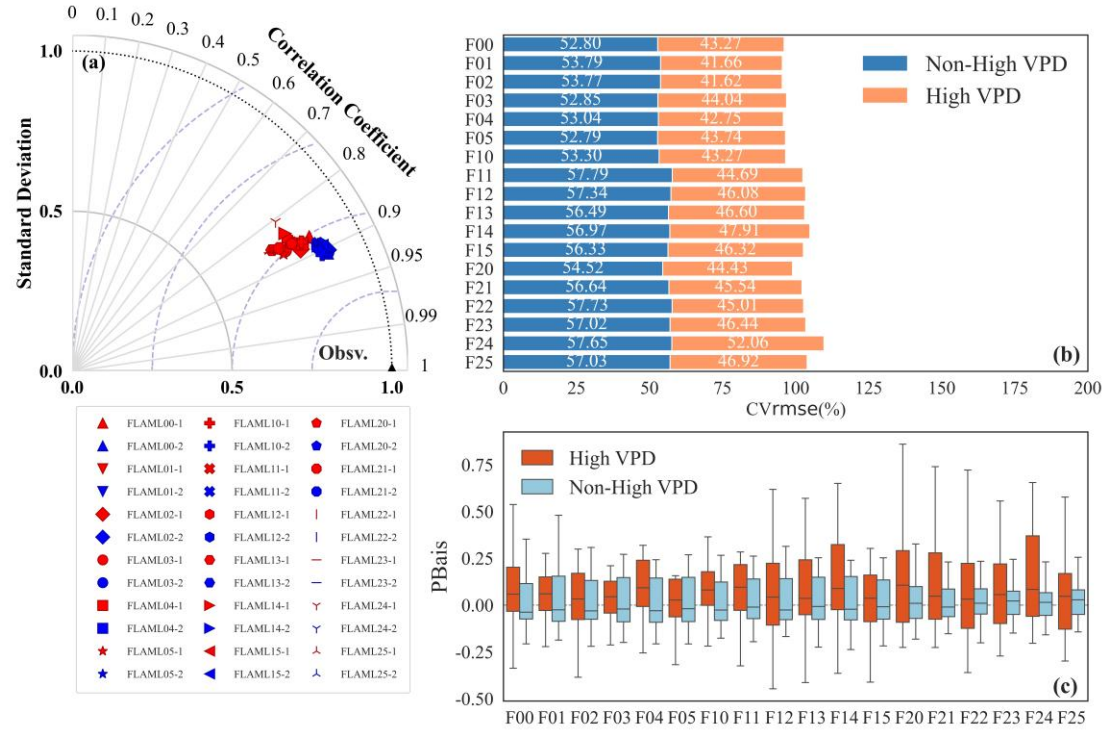 0 0.1 0.2 0.3 0.4 0.5 0.6 0.7 0.8 0.9 0.95 0.99 1
Correlation Coefficient
(a)
Standard Deviation
1.0
0.5
0.0
Obsv.
0.0 0.5 1.0
FLAML00-1 FLAML10-1 FLAML20-1
FLAML00-2 FLAML10-2 FLAML20-2
FLAML01-1 FLAML11-1 FLAML21-1
FLAML01-2 FLAML11-2 FLAML21-2
FLAML02-1 FLAML12-1 FLAML22-1
FLAML02-2 FLAML12-2 FLAML22-2
FLAML03-1 FLAML13-1 FLAML23-1
FLAML03-2 FLAML13-2 FLAML23-2
FLAML04-1 FLAML14-1 FLAML24-1
FLAML04-2 FLAML14-2 FLAML24-2
FLAML05-1 FLAML15-1 FLAML25-1
FLAML05-2 FLAML15-2 FLAML25-2
F00 52.80 43.27
F01 53.79 41.66
F02 53.77 41.62
F03 52.85 44.04
F04 53.04 42.75
F05 52.79 43.74
F10 53.30 43.27
F11 57.79 44.69
F12 57.34 46.08
F13 56.49 46.60
F14 56.97 47.91
F15 56.33 46.32
F20 54.52 44.43
F21 56.64 45.54
F22 57.73 45.01
F23 57.02 46.44
F24 57.65 52.06
F25 57.03 46.92
Non-High VPD
High VPD
(b)
0 25 50 75 100 125 150 175 200
CVrmse(%)
High VPD
Non-High VPD
PBais
0.75
0.50
0.25
0.00
-0.25
-0.50
(c)
F00 F01 F02 F03 F04 F05 F10 F11 F12 F13 F14 F15 F20 F21 F22 F23 F24 F25